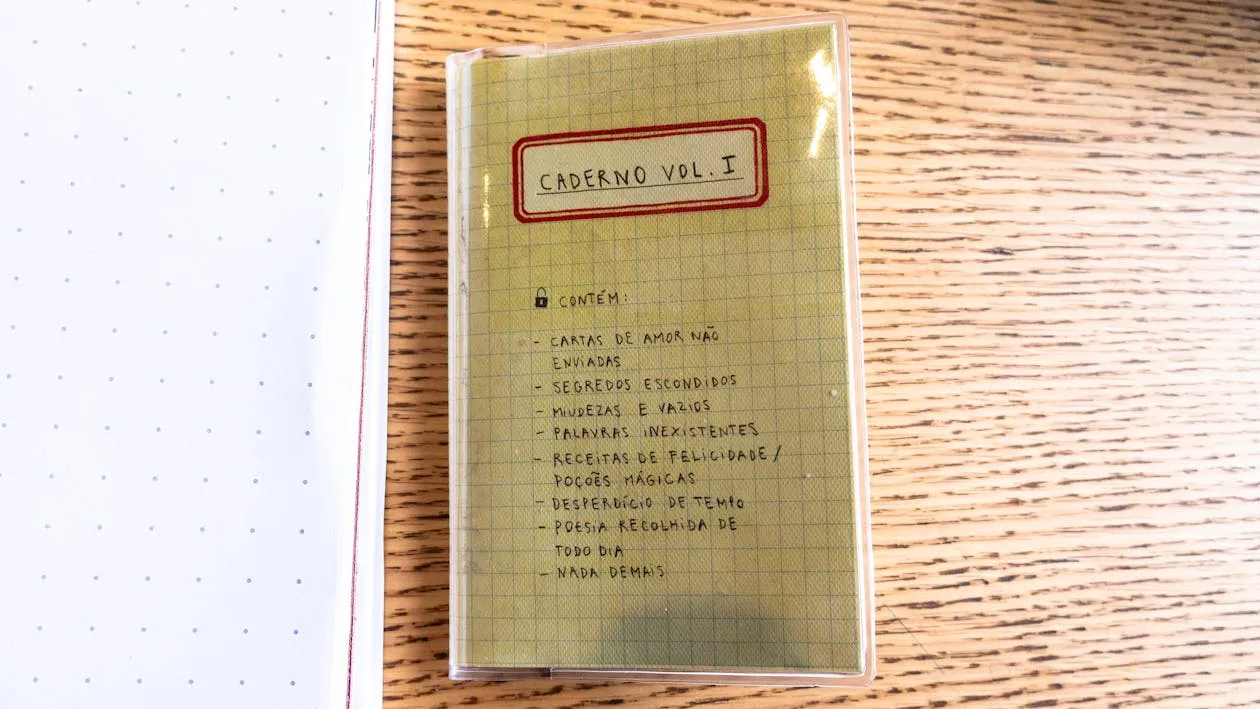 CADERNO VOL. I
CONTÉM:
- CARTAS DE AMOR NÃO
ENVIADAS
- SEGREDOS ESCONDIDOS
- MIUDEZAS E VAZIOS
- PALAVRAS INEXISTENTES
- RECEITAS DE FELICIDADE /
POÇÕES MÁGICAS
- DESPERDÍCIO DE TEMPO
- POESIA RECOLHIDA DE
TODO DIA
- NADA DEMAIS